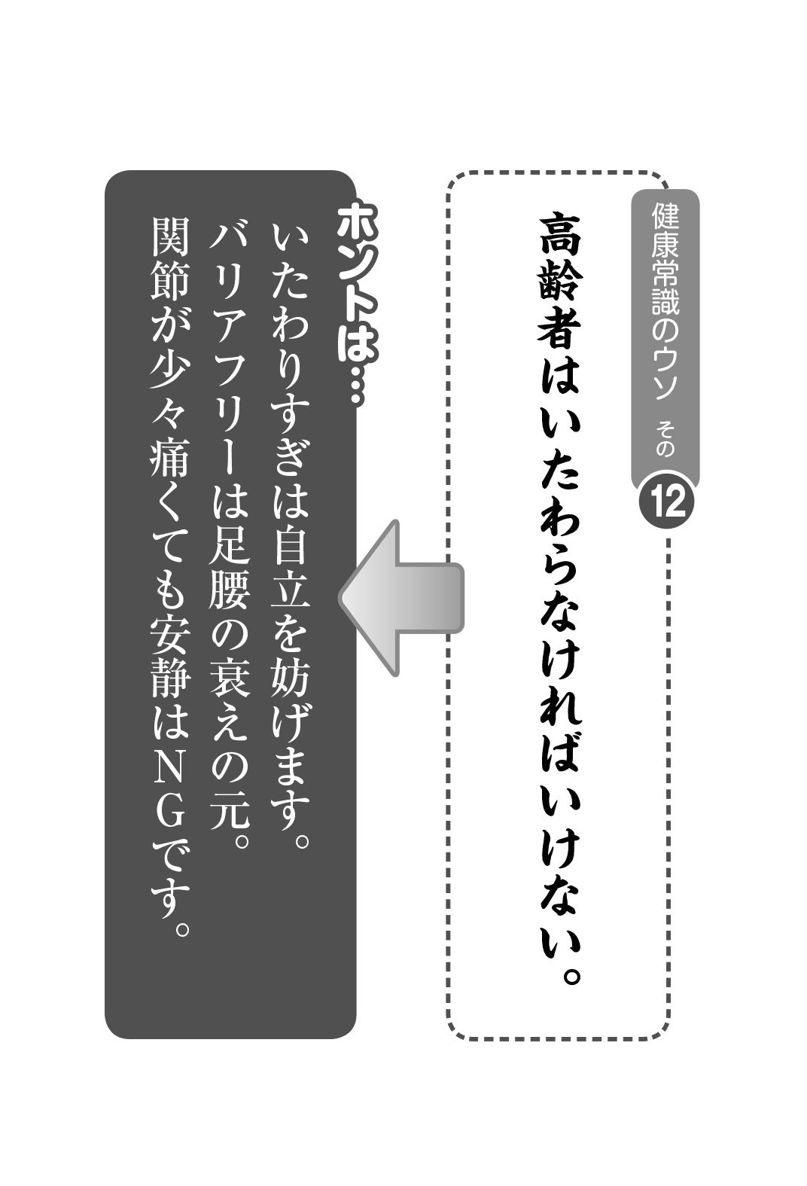 健康常識のウソ その12
高齢者はいたわらなければいけない。
ホントは…
いたわりすぎは自立を妨げます。
バリアフリーは足腰の衰えの元。
関節が少々痛くても安静はNGです。